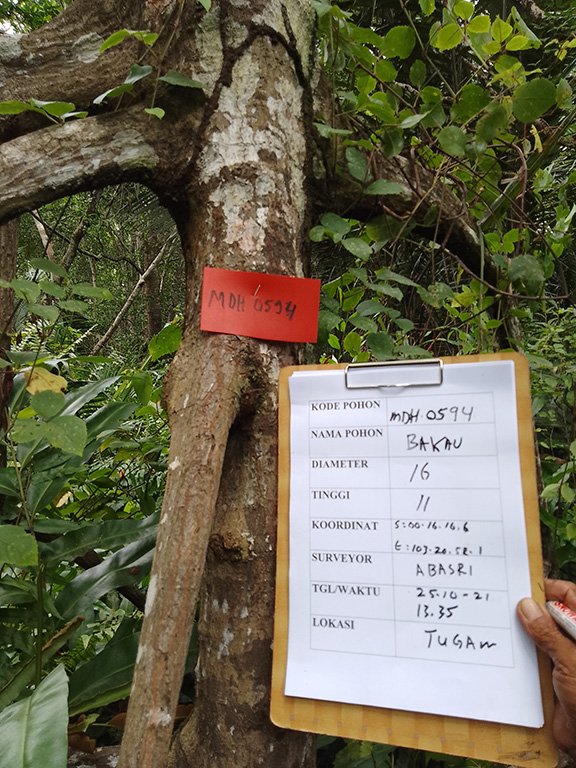 MDH 0594
KODE POHON MDH.0594
NAMA POHON BAKAU
DIAMETER 16
TINGGI 11
KOORDINAT S:00.16.16.6
E:103.20.58.1
SURVEYOR ABASRI
TGL/WAKTU 25.10-21
13.35
LOKASI TUGAM